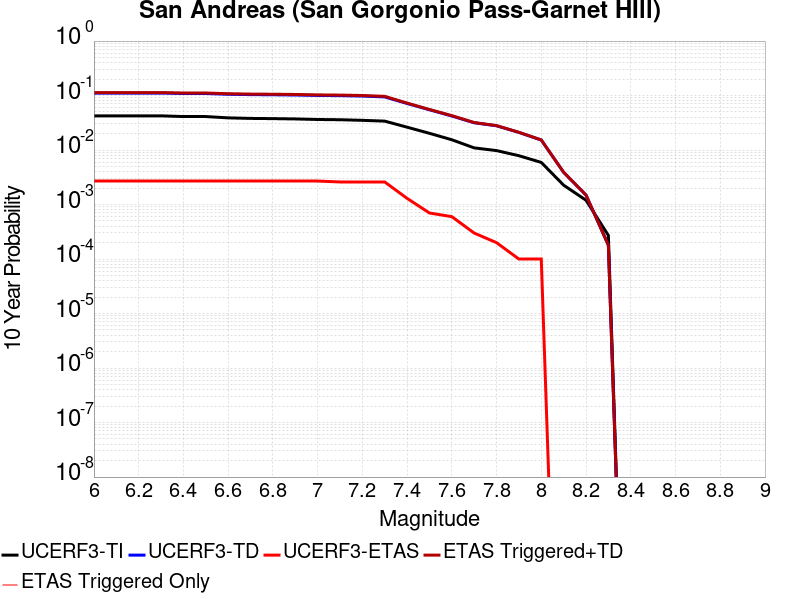 San Andreas (San Gorgonio Pass-Garnet HIll)
10 0
10 -1
10 -2
10 -3
10 -4
10 -5
10 -6
10 -7
10 -8
10 Year Probability
6 6.2 6.4 6.6 6.8 7 7.2 7.4 7.6 7.8 8 8.2 8.4 8.6 8.8 9
Magnitude
UCERF3-TI UCERF3-TD UCERF3-ETAS ETAS Triggered+TD
ETAS Triggered Only